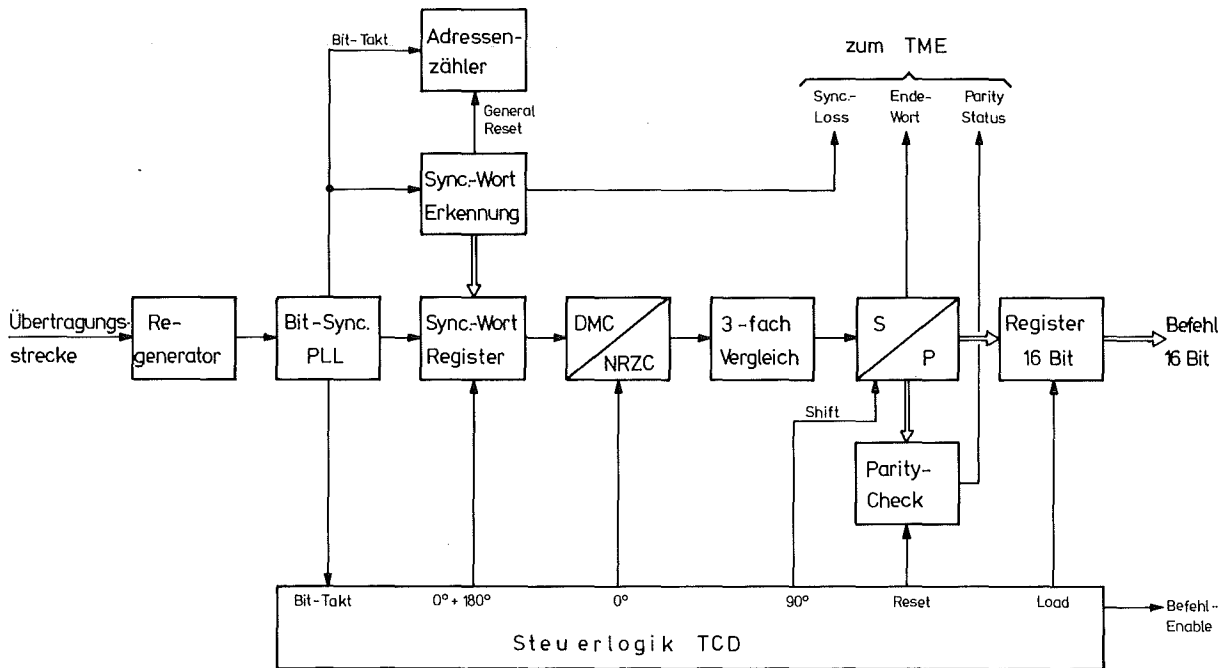 Bit-Takt
Adressen-
zähler
zum TME
General
Reset
Sync.-
Loss
Ende-
Wort
Parity
Status
Sync.-Wort
Erkennung
Übertragungs-
strecke
Re-
generator
Bit-Sync.
PLL
Sync.-Wort
Register
DMC
NRZC
3-fach
Vergleich
S
P
Register
16 Bit
Befehl
16 Bit
Shift
Parity-
Check
Bit-Takt
0° + 180°
0°
90°
Reset
Load
Steuerlogik TCD
Befehl-
Enable